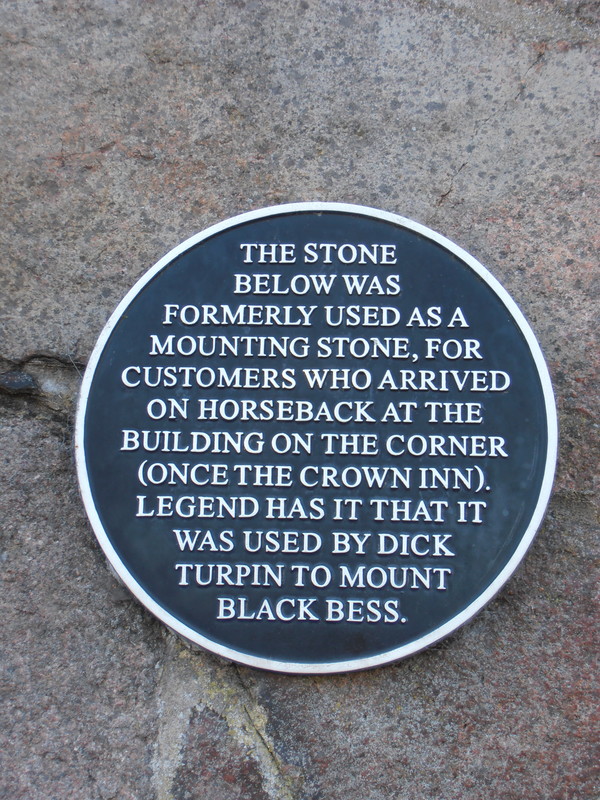 THE STONE
BELOW WAS
FORMERLY USED AS A
MOUNTING STONE, FOR
CUSTOMERS WHO ARRIVED
ON HORSEBACK AT THE
BUILDING ON THE CORNER
(ONCE THE CROWN INN).
LEGEND HAS IT THAT IT
WAS USED BY DICK
TURPIN TO MOUNT
BLACK BESS.